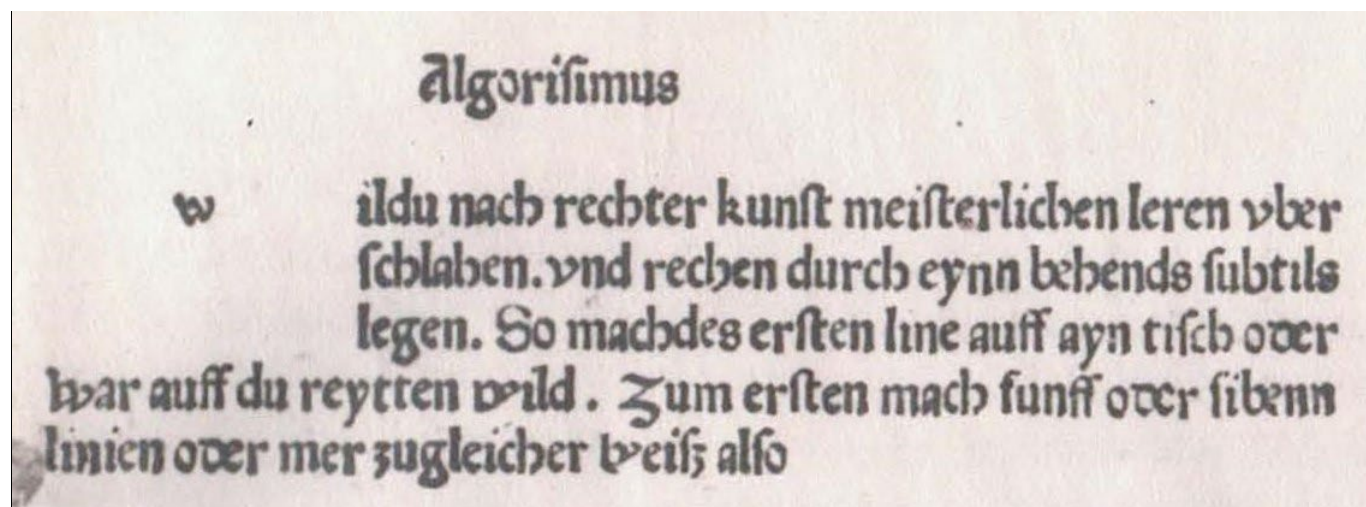 Algoriſimus
w ildu nach rechter kunſt meiſterlichen leren vber
ſchlahen. vnd rechen durch eynn behends ſubtils
legen. So machdes erſten line auff ayn tiſch oder
war auff du reytten wild. Zum erſten mach funff oder ſibenn
linien oder mer zugleicher weiſz alſo